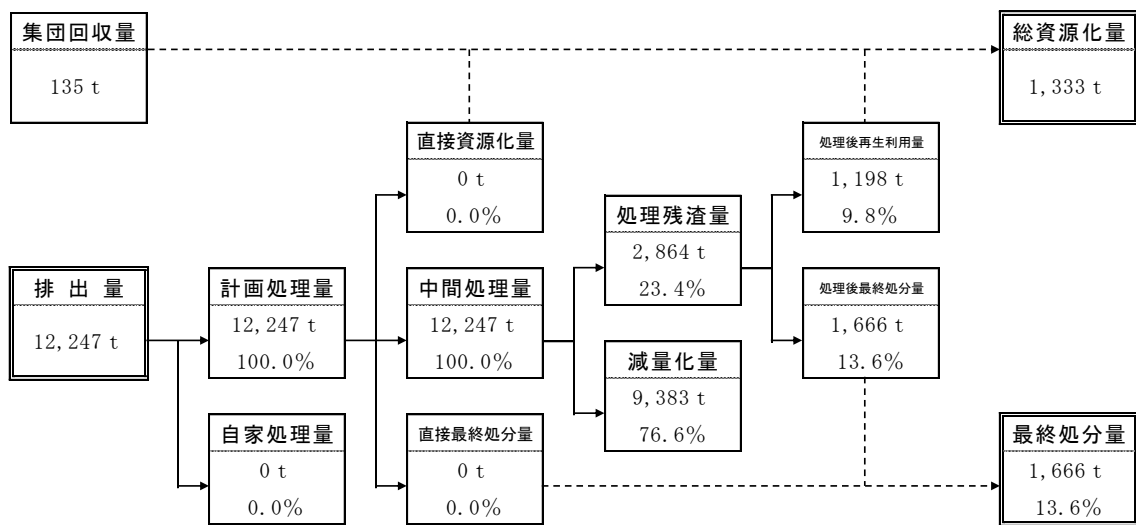 集団回収量
135 t
総資源化量
1,333 t
直接資源化量
0 t
0.0%
処理後再生利用量
1,198 t
9.8%
処理残渣量
2,864 t
23.4%
排 出 量
12,247 t
計画処理量
12,247 t
100.0%
中間処理量
12,247 t
100.0%
処理後最終処分量
1,666 t
13.6%
減量化量
9,383 t
76.6%
自家処理量
0 t
0.0%
直接最終処分量
0 t
0.0%
最終処分量
1,666 t
13.6%